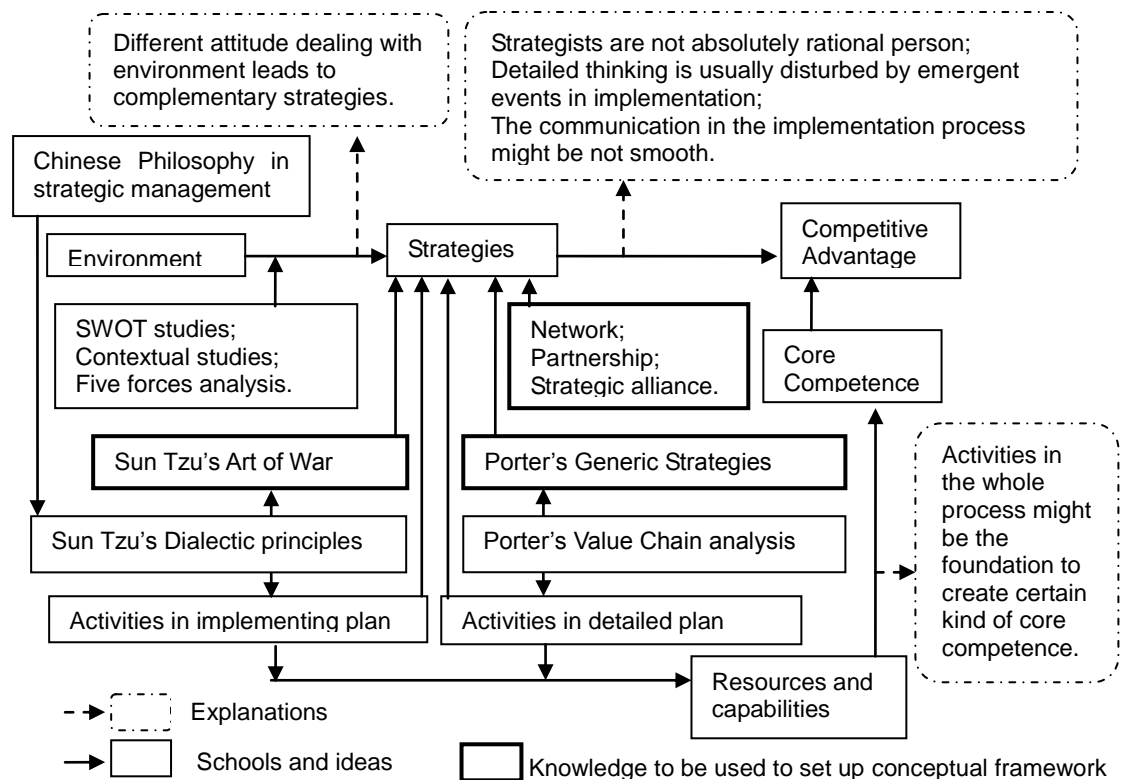 Different attitude dealing with
environment leads to
complementary strategies.
Strategists are not absolutely rational person;
Detailed thinking is usually disturbed by emergent
events in implementation;
The communication in the implementation process
might be not smooth.
Chinese Philosophy in
strategic management
Environment
Strategies
Competitive
Advantage
SWOT studies;
Contextual studies;
Five forces analysis.
Network;
Partnership;
Strategic alliance.
Core
Competence
Sun Tzu's Art of War
Porter's Generic Strategies
Activities in
the whole
process might
be the
foundation to
create certain
kind of core
competence.
Sun Tzu's Dialectic principles
Porter's Value Chain analysis
Activities in implementing plan
Activities in detailed plan
Resources and
capabilities
Explanations
Schools and ideas
Knowledge to be used to set up conceptual framework